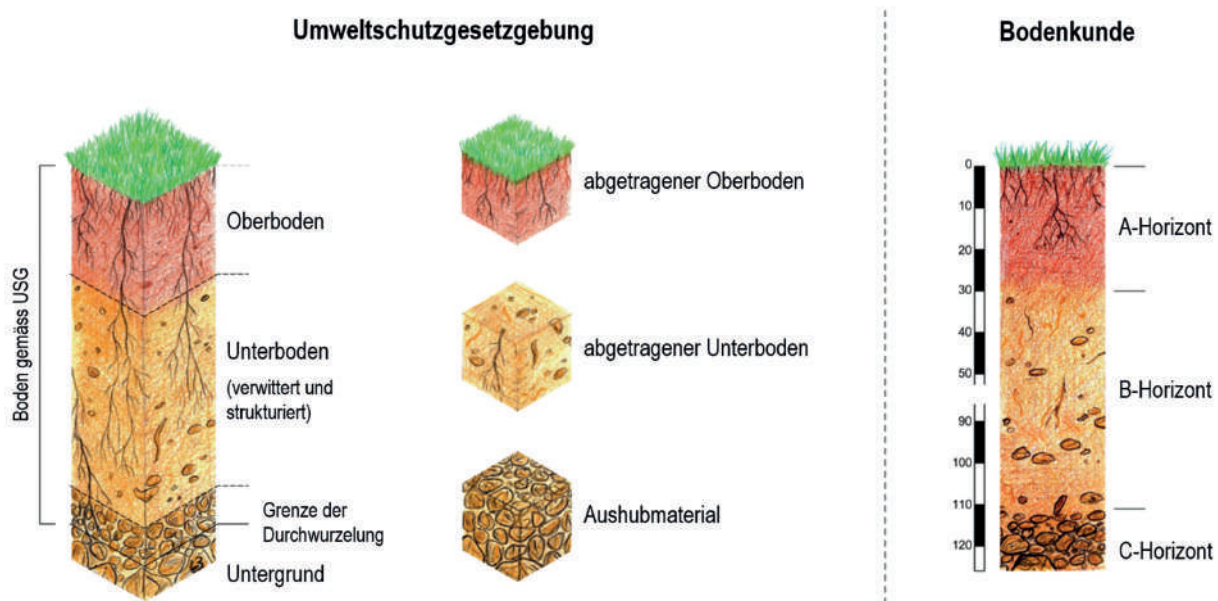 Umweltschutzgesetzgebung
Boden gemäss USG
Oberboden
Unterboden
(verwittert und
strukturiert)
Grenze der
Durchwurzelung
Untergrund
abgetragener Oberboden
abgetragener Unterboden
Aushubmaterial
Bodenkunde
0
10
20
30
40
50
90
100
110
120
A-Horizont
B-Horizont
C-Horizont